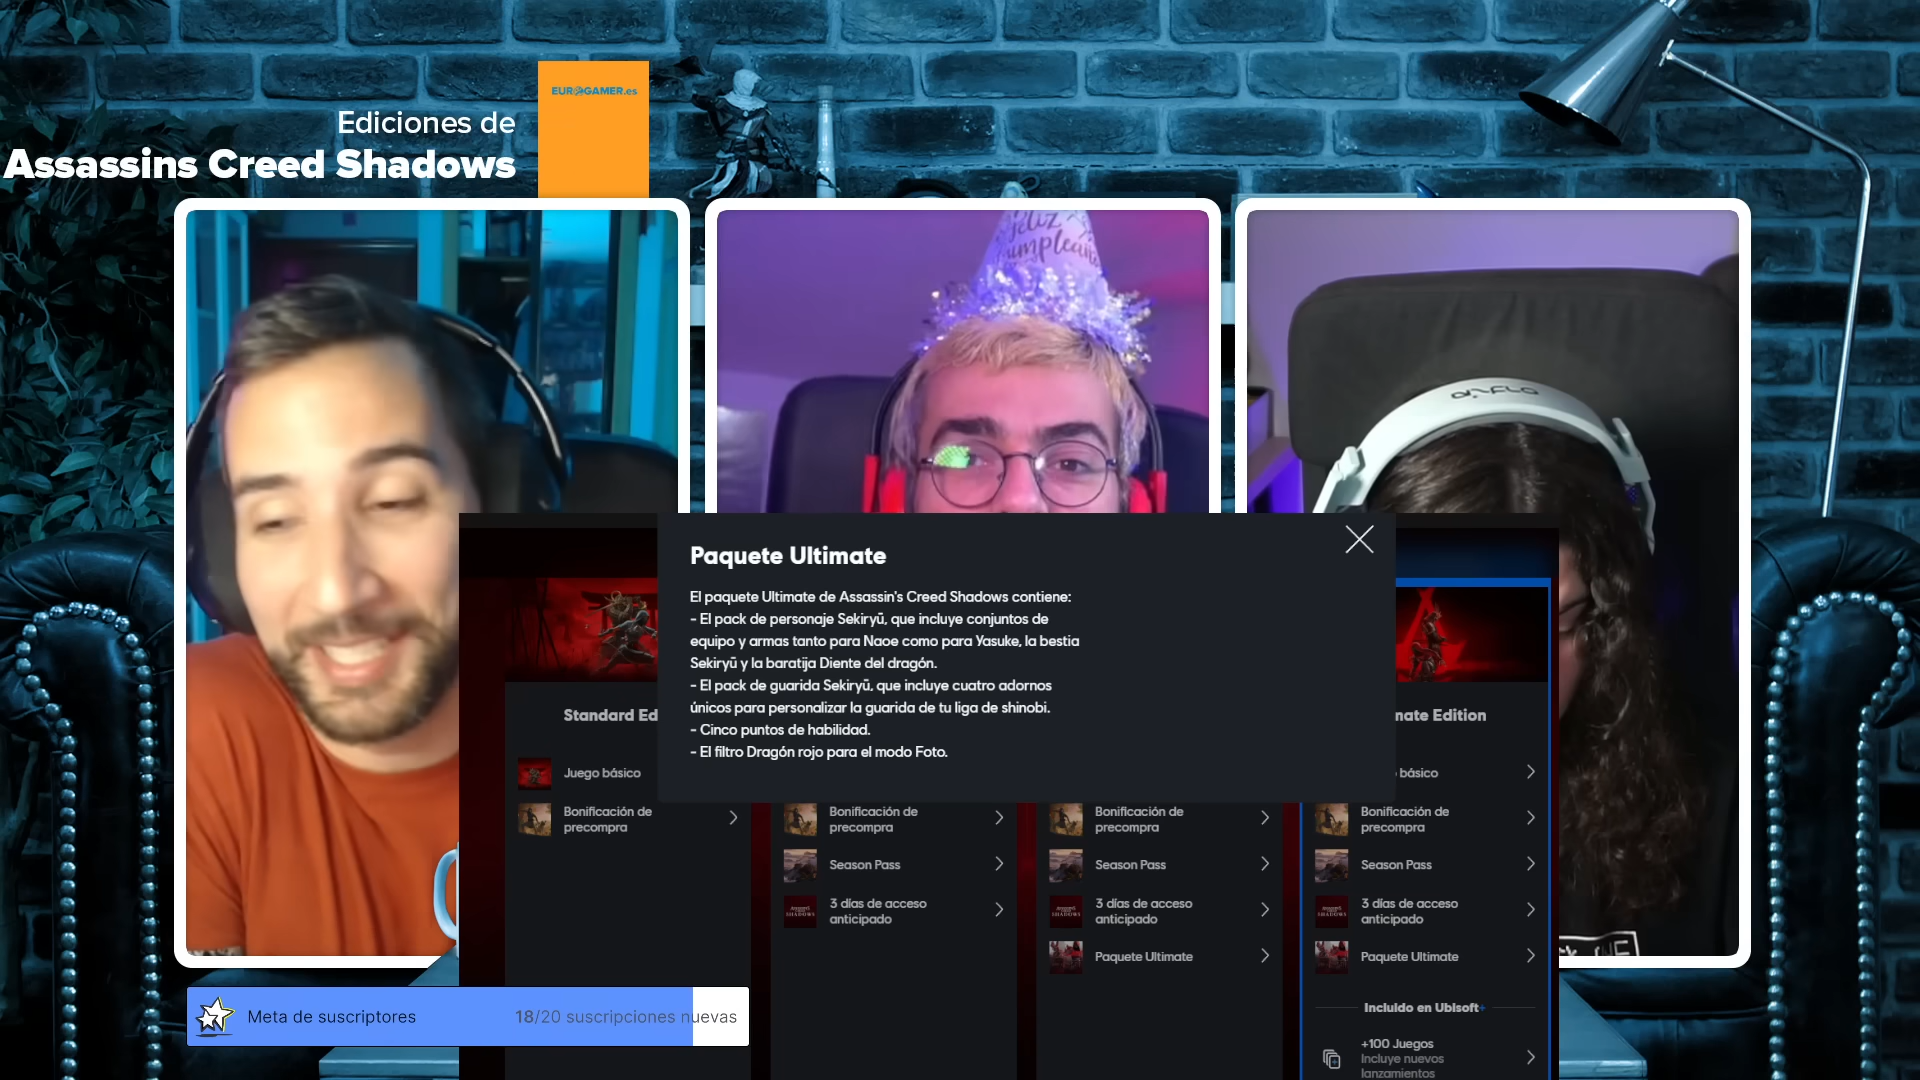 EUROGAMER.es
Ediciones de
Assassins Creed Shadows
feliz
cumplean
Paquete Ultimate
El paquete Ultimate de Assassin's Creed Shadows contiene:
- El pack de personaje Sekiryū, que incluye conjuntos de
equipo y armas tanto para Naoe como para Yasuke, la bestia
Sekiryū y la baratija Diente del dragón.
- El pack de guarida Sekiryū, que incluye cuatro adornos
únicos para personalizar la guarida de tu liga de shinobi.
- Cinco puntos de habilidad.
- El filtro Dragón rojo para el modo Foto.
Standard Ed
Juego básico
Bonificación de
precompra
Bonificación de
precompra
Season Pass
3 días de acceso
anticipado
Bonificación de
precompra
Season Pass
3 días de acceso
anticipado
Paquete Ultimate
mate Edition
básico
Bonificación de
precompra
Season Pass
3 días de acceso
anticipado
Paquete Ultimate
Incluido en Ubisoft+
+100 Juegos
Incluye nuevos
lanzamientos
Meta de suscriptores
18/20 suscripciones nuevas